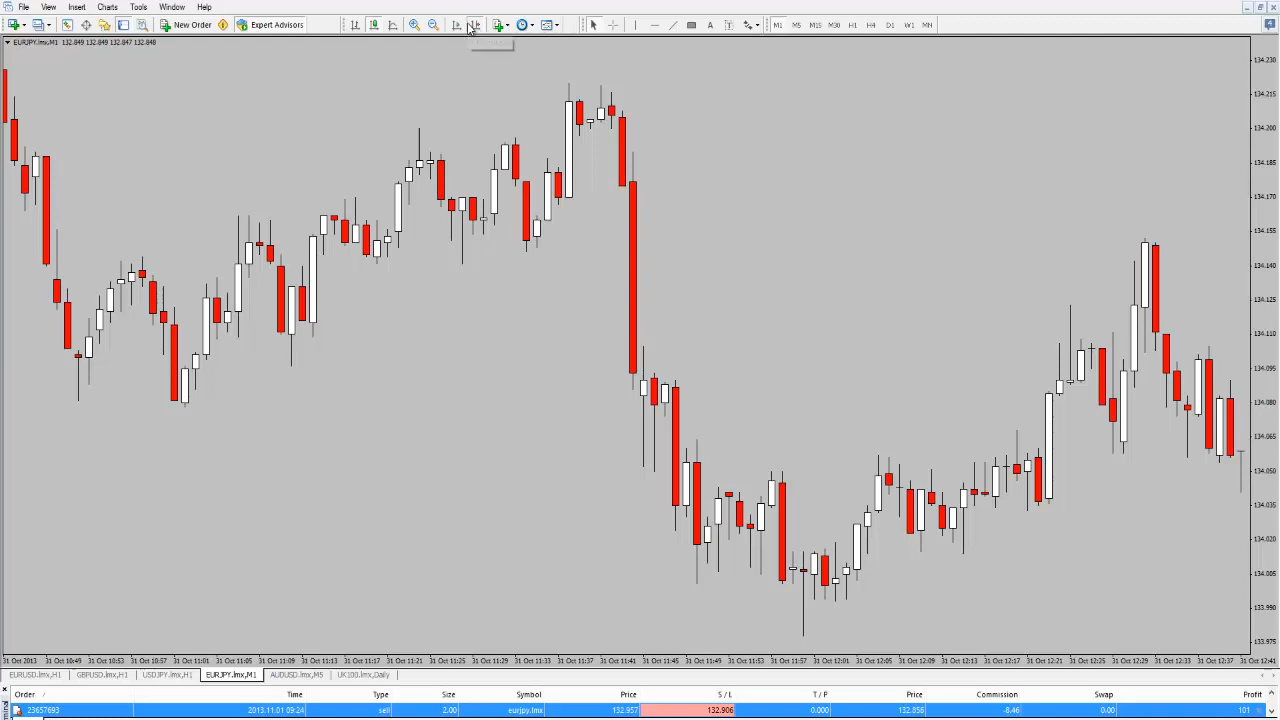 File View Insert Charts Tools Window Help
New Order Expert Advisors A T M1 M5 M15 M30 H1 H4 D1 W1 MN
EURJPY.lmx,M1 132.849 132.849 132.847 132.848
134.230
134.215
134.200
134.185
134.170
134.155
134.140
134.125
134.110
134.095
134.080
134.065
134.050
134.035
134.020
134.005
133.990
133.975
31 Oct 2013 31 Oct 10:49 31 Oct 10:53 31 Oct 10:57 31 Oct 11:01 31 Oct 11:05 31 Oct 11:09 31 Oct 11:13 31 Oct 11:17 31 Oct 11:21 31 Oct 11:25 31 Oct 11:29 31 Oct 11:33 31 Oct 11:37 31 Oct 11:41 31 Oct 11:45 31 Oct 11:49 31 Oct 11:53 31 Oct 11:57 31 Oct 12:01 31 Oct 12:05 31 Oct 12:09 31 Oct 12:13 31 Oct 12:17 31 Oct 12:21 31 Oct 12:25 31 Oct 12:29 31 Oct 12:33 31 Oct 12:37 31 Oct 12:41
EURUSD.lmx,H1 GBPUSD.lmx,H1 USDJPY.lmx,H1 EURJPY.lmx,M1 AUDUSD.lmx,M5 UK100.lmx,Daily
Order / Time Type Size Symbol Price S / L T / P Price Commission Swap Profit
23657693 2013.11.01 09:24 sell 2.00 eurjpy.lmx 132.957 132.906 0.000 132.856 -8.46 0.00 101